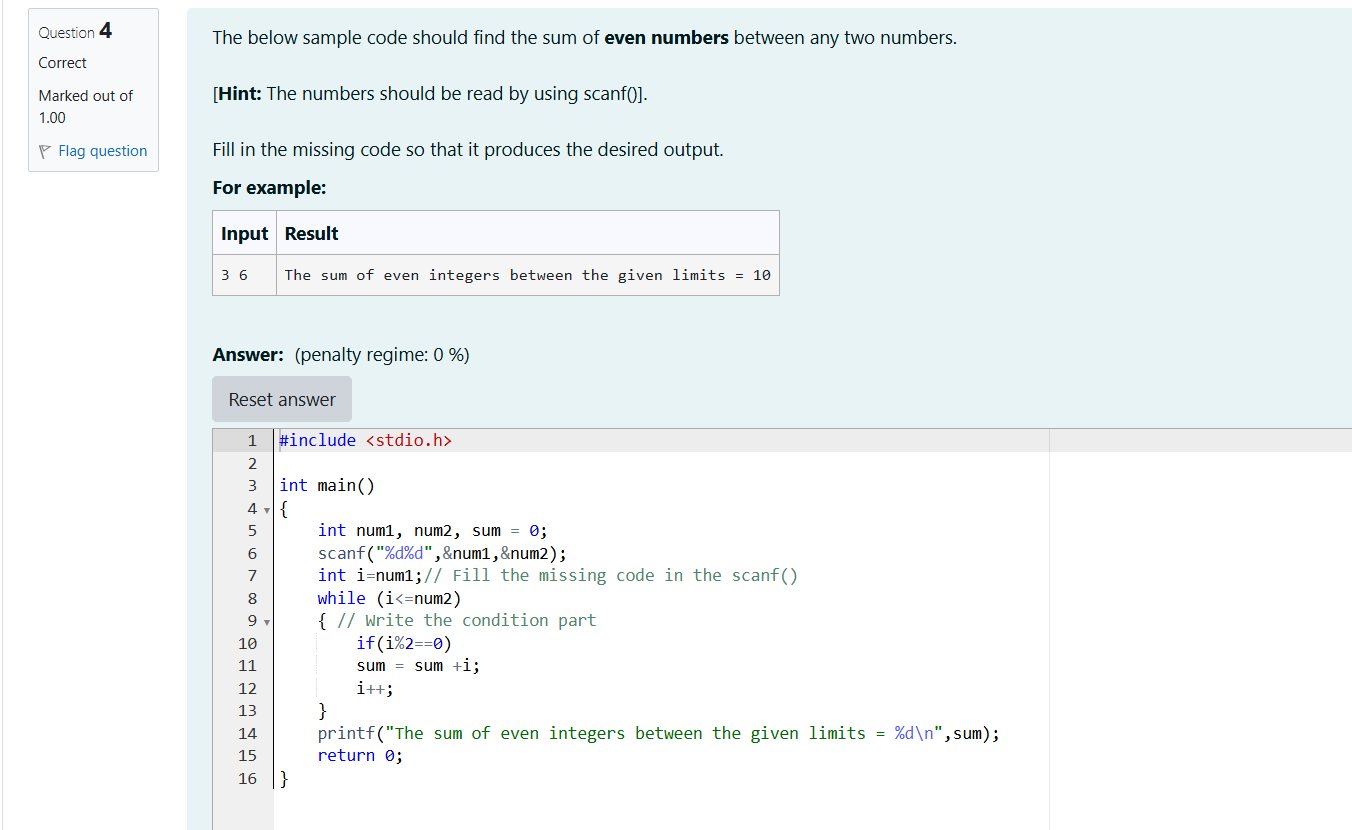 Question 4
Correct
Marked out of
1.00
Flag question
The below sample code should find the sum of even numbers between any two numbers.
[Hint: The numbers should be read by using scanf()].
Fill in the missing code so that it produces the desired output.
For example:
Input Result
3 6 The sum of even integers between the given limits = 10
Answer: (penalty regime: 0 %)
Reset answer
1 #include <stdio.h>
2
3 int main()
4 {
5 int num1, num2, sum = 0;
6 scanf("%d%d",&num1,&num2);
7 int i=num1;// Fill the missing code in the scanf()
8 while (i<=num2)
9 { // Write the condition part
10 if(i%2==0)
11 sum = sum +i;
12 i++;
13 }
14 printf("The sum of even integers between the given limits = %d\n",sum);
15 return 0;
16 }